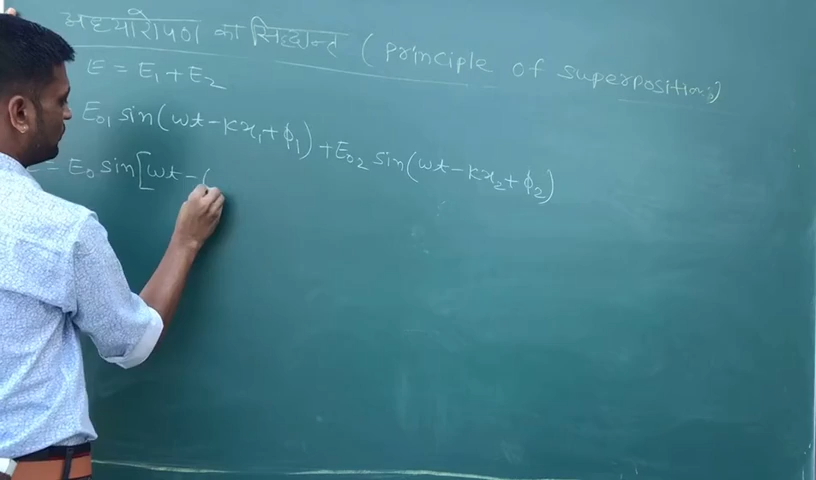 अध्यारोपण का सिद्धान्त ( principle of superpositions)
E = E₁ + E₂
E₀₁ sin(ωt − kx₁ + ϕ₁) + E₀₂ sin(ωt − kx₂ + ϕ₂)
E₀ sin[ωt − (